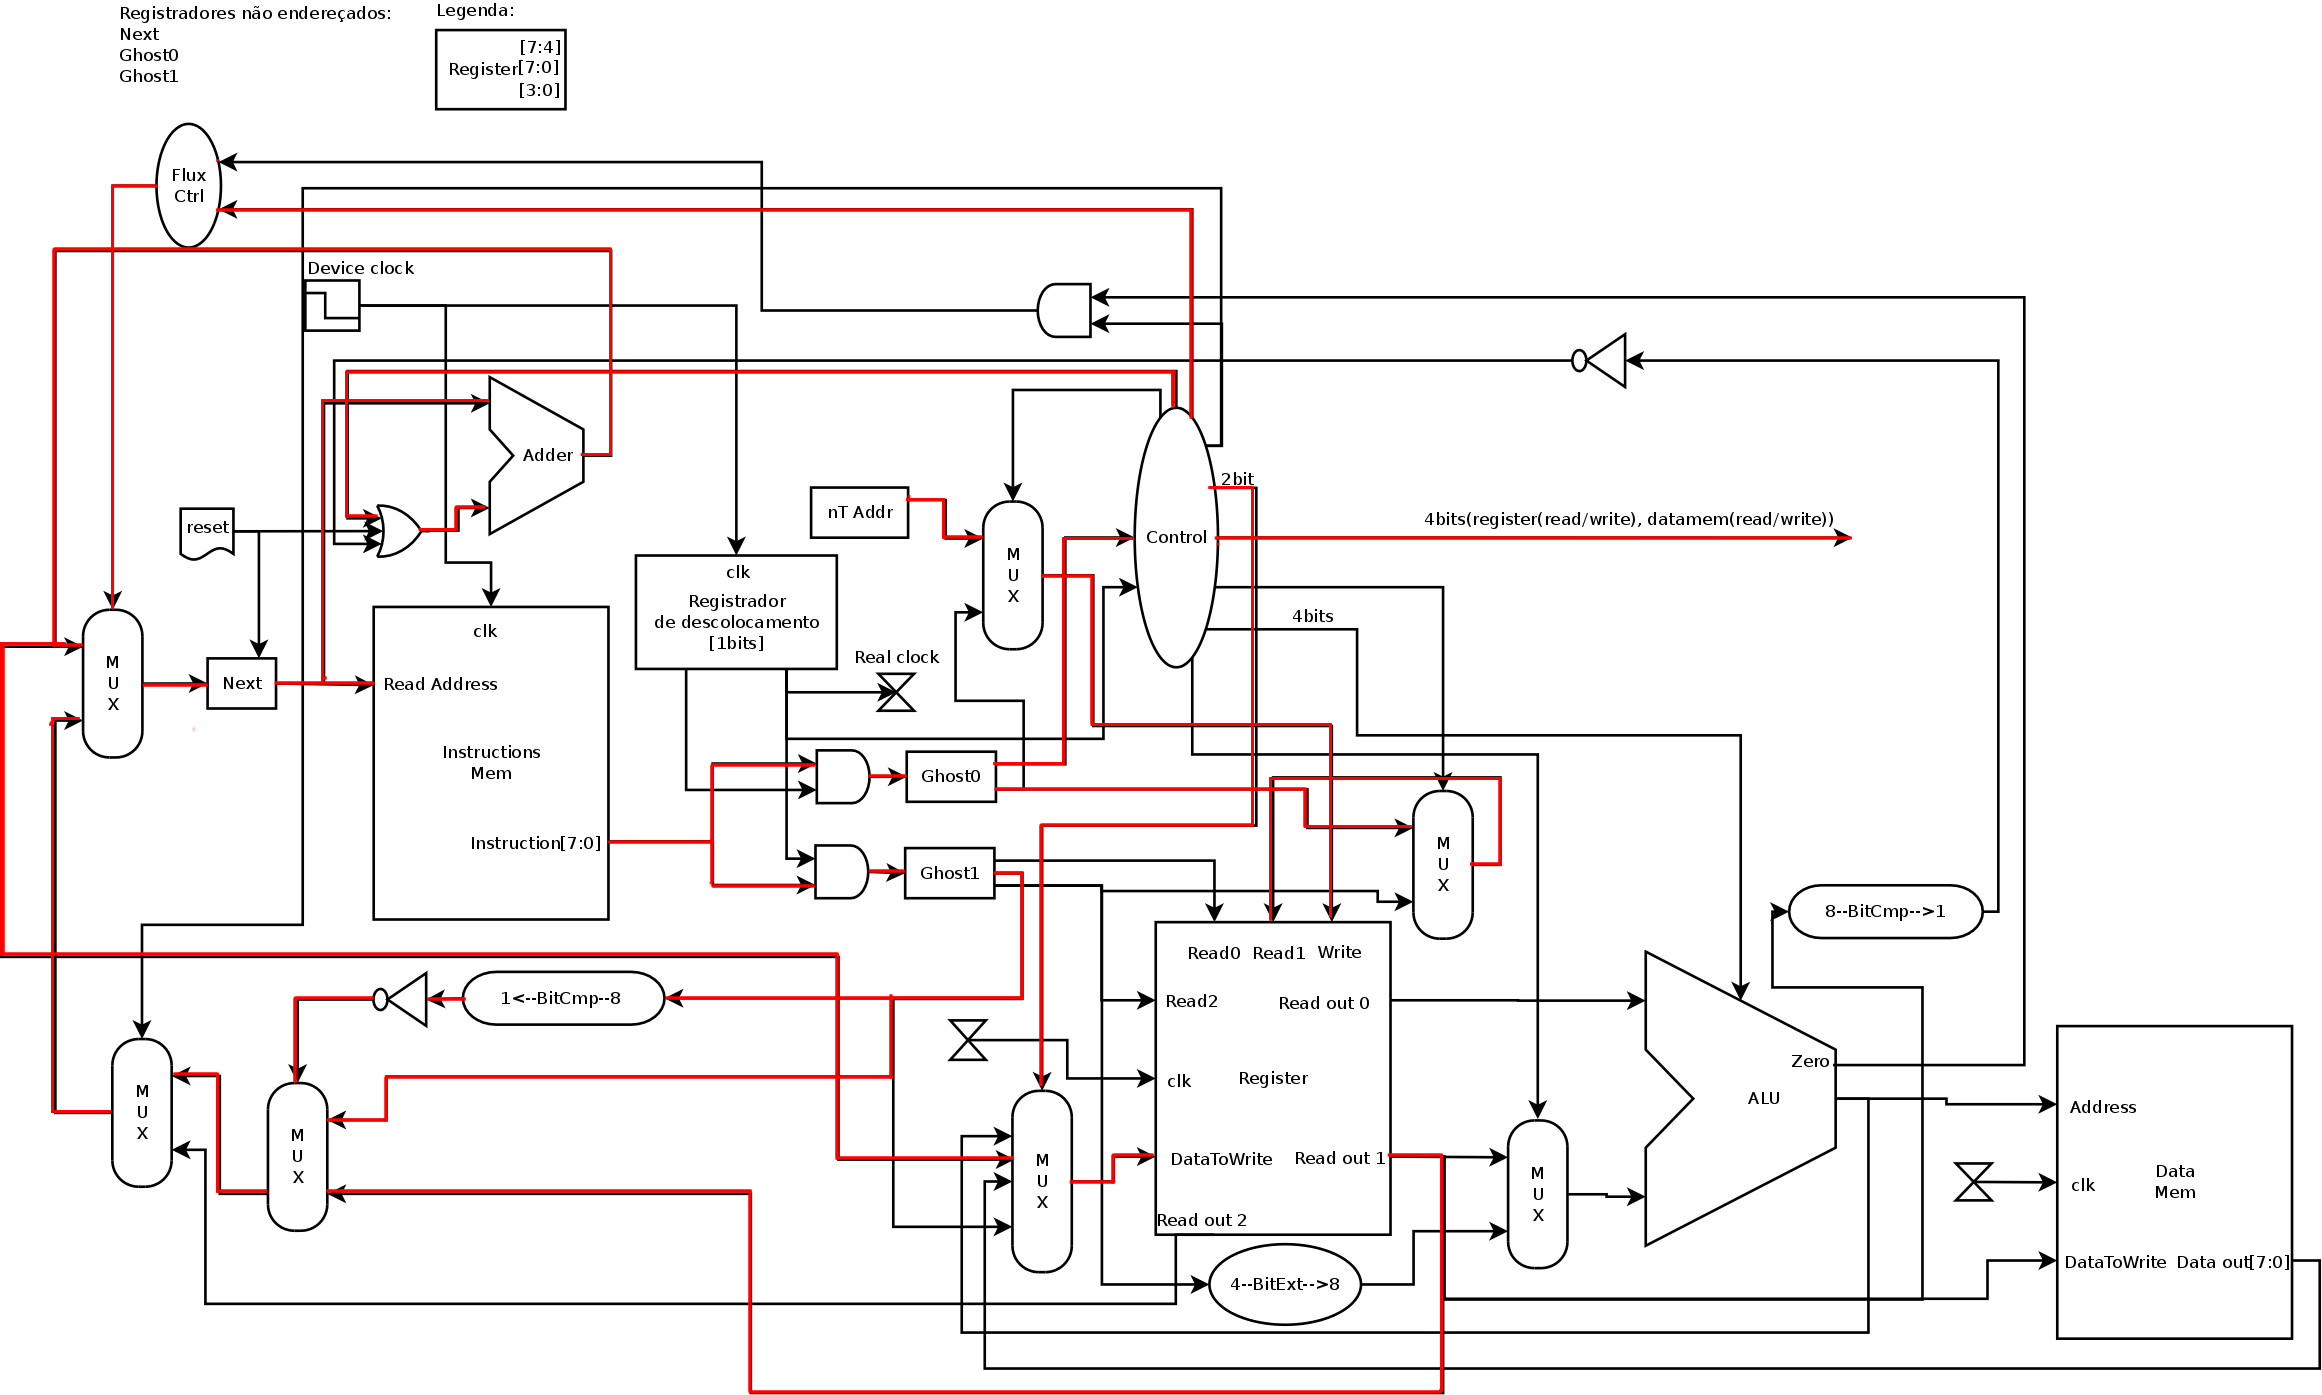 Registradores não endereçados:
Next
Ghost0
Ghost1
Legenda:
[7:4]
Register[7:0]
[3:0]
Flux
Ctrl
Device clock
Adder
reset
nT Addr
M
U
X
2bit
Control
4bits(register(read/write), datamem(read/write))
4bits
clk
Registrador
de descolocamento
[1bits]
Real clock
M
U
X
Next
clk
Read Address
Instructions
Mem
Instruction[7:0]
Ghost0
Ghost1
M
U
X
8--BitCmp-->1
1<--BitCmp--8
Read0 Read1 Write
Read2
Read out 0
clk
Register
DataToWrite
Read out 1
Read out 2
M
U
X
M
U
X
M
U
X
M
U
X
4--BitExt-->8
Zero
ALU
Address
clk
Data
Mem
DataToWrite Data out[7:0]